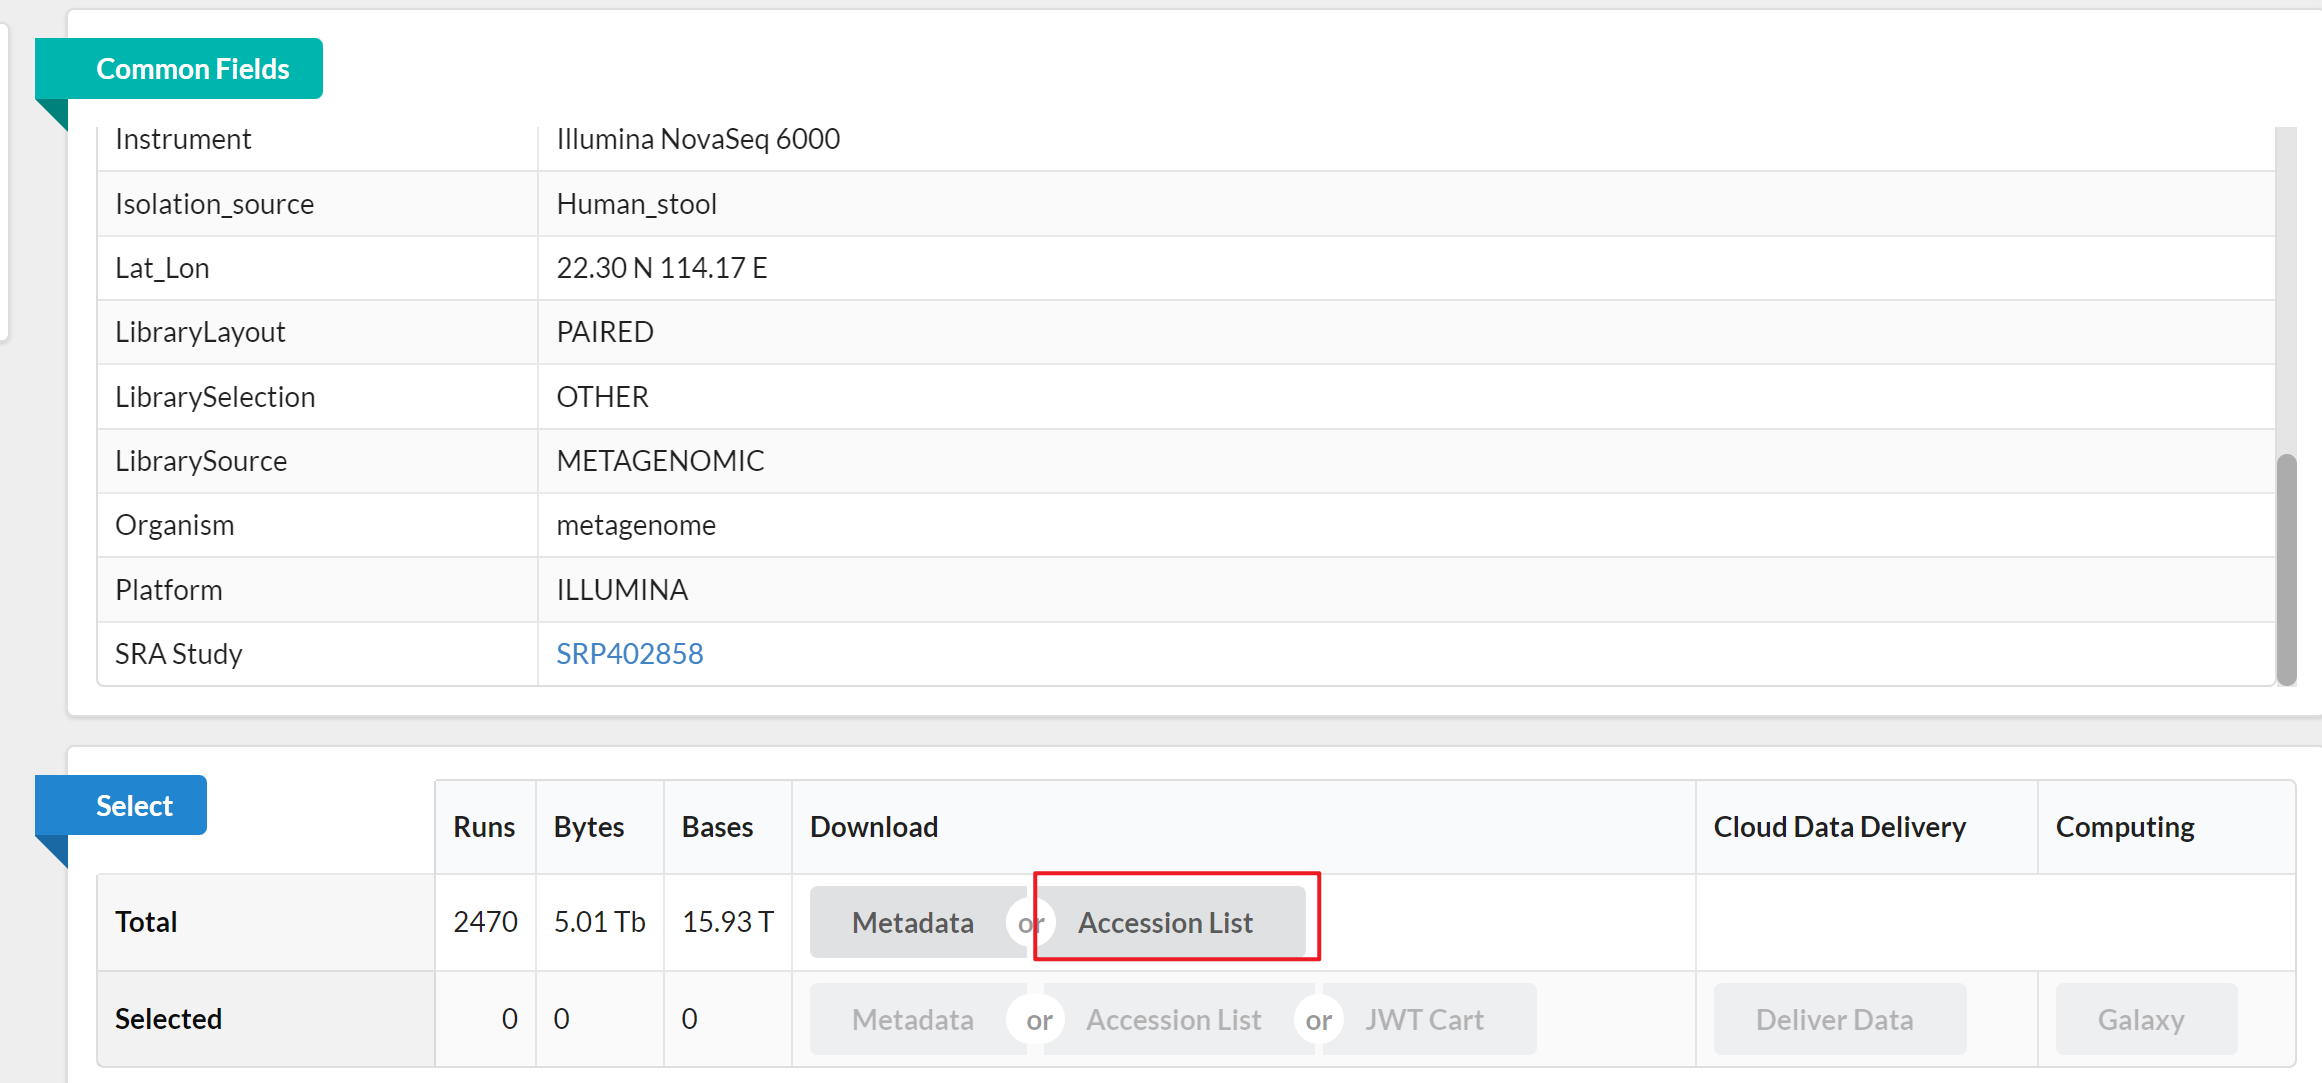 Common Fields
Instrument Illumina NovaSeq 6000
Isolation_source Human_stool
Lat_Lon 22.30 N 114.17 E
LibraryLayout PAIRED
LibrarySelection OTHER
LibrarySource METAGENOMIC
Organism metagenome
Platform ILLUMINA
SRA Study SRP402858
Select
Runs Bytes Bases Download Cloud Data Delivery Computing
Total 2470 5.01 Tb 15.93 T Metadata or Accession List
Selected 0 0 0 Metadata or Accession List or JWT Cart Deliver Data Galaxy